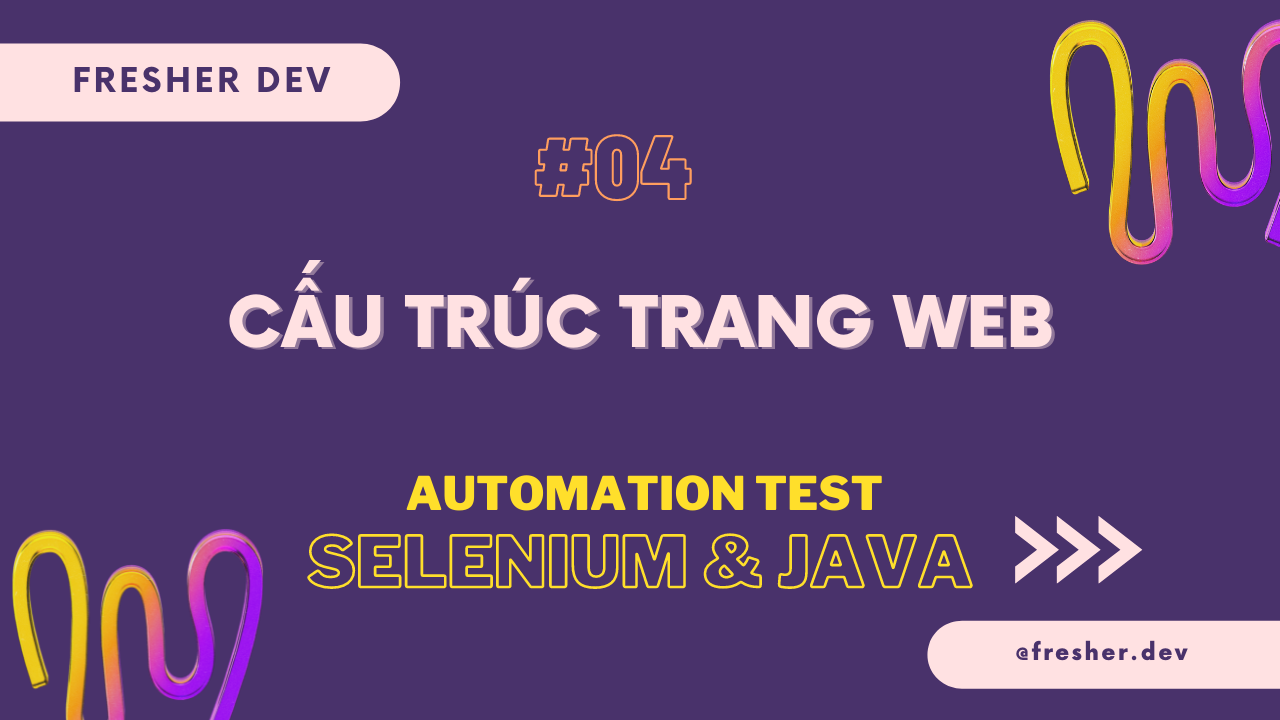 FRESHER DEV
#04
CẤU TRÚC TRANG WEB
AUTOMATION TEST
SELENIUM & JAVA
@fresher.dev